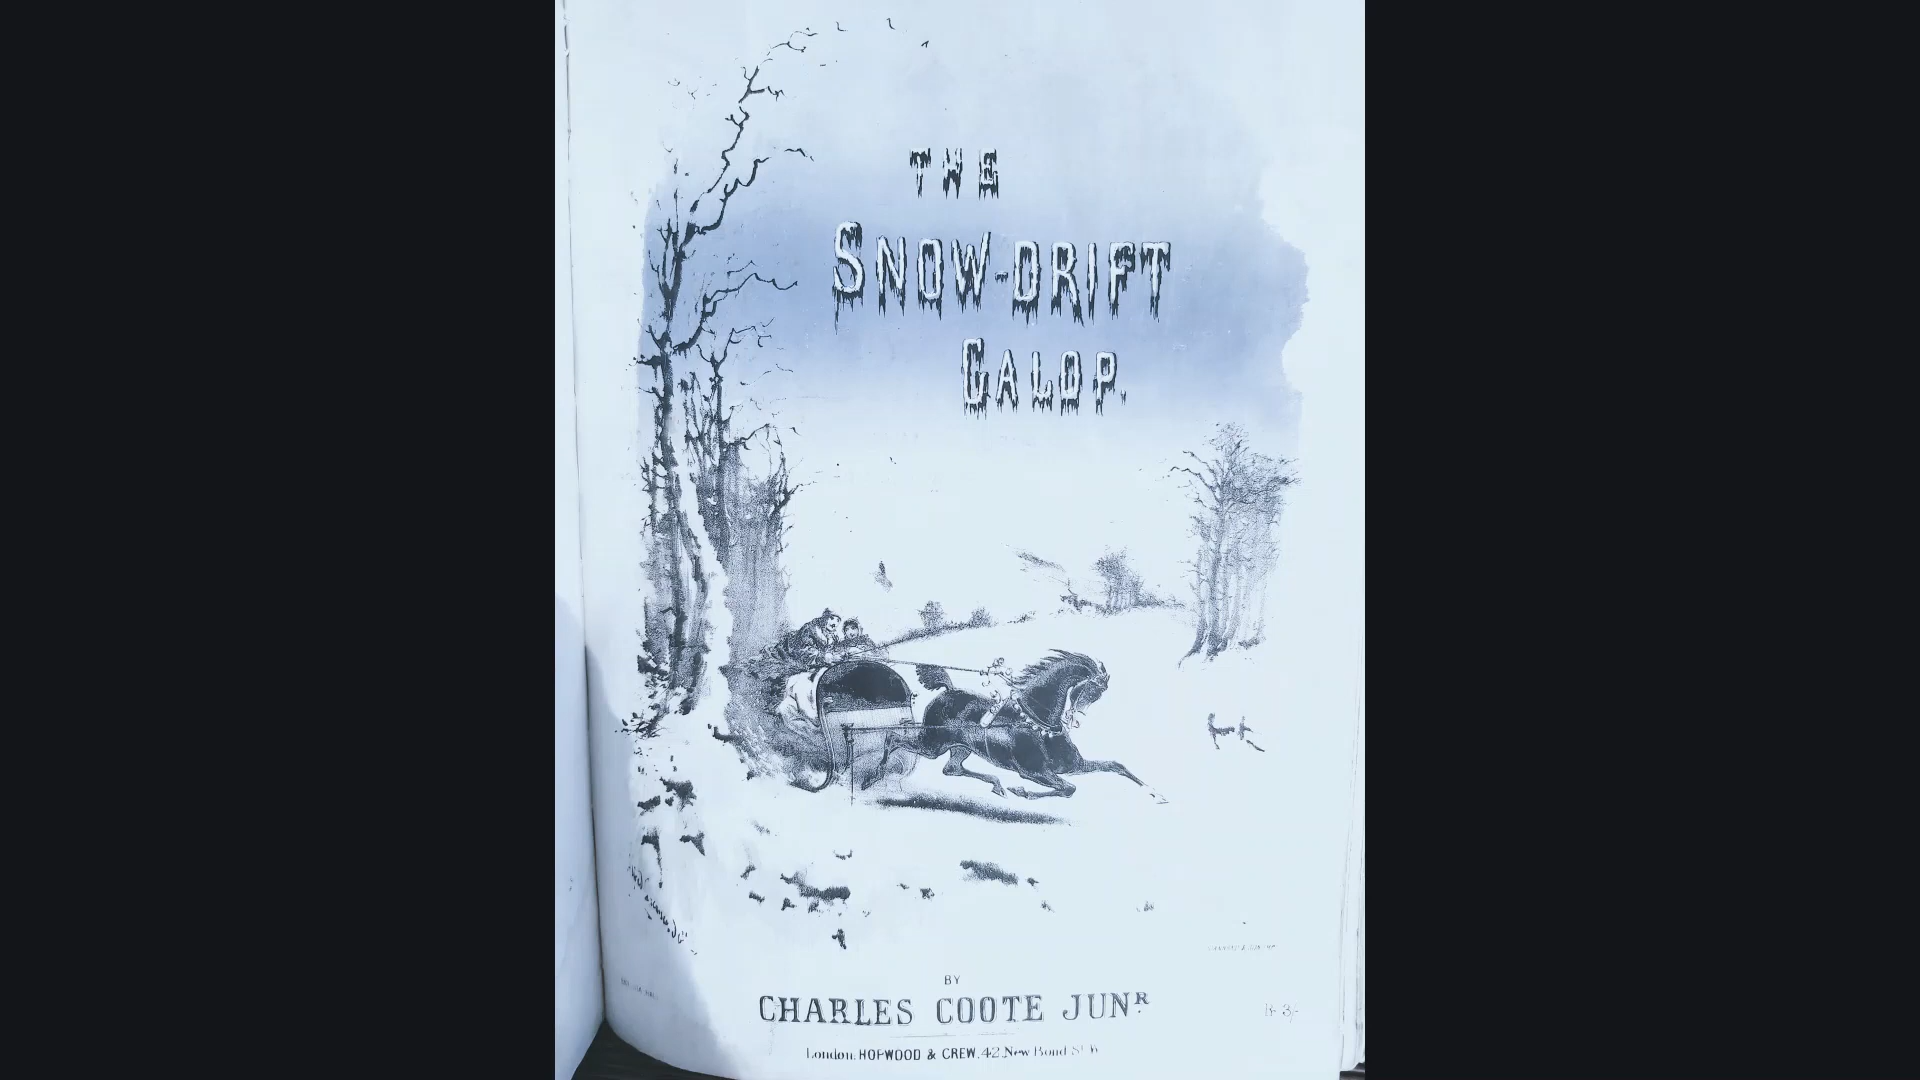 THE
SNOW-DRIFT
GALOP.
BY
CHARLES COOTE JUNR.
London. HOPWOOD & CREW. 42 New Bond St W